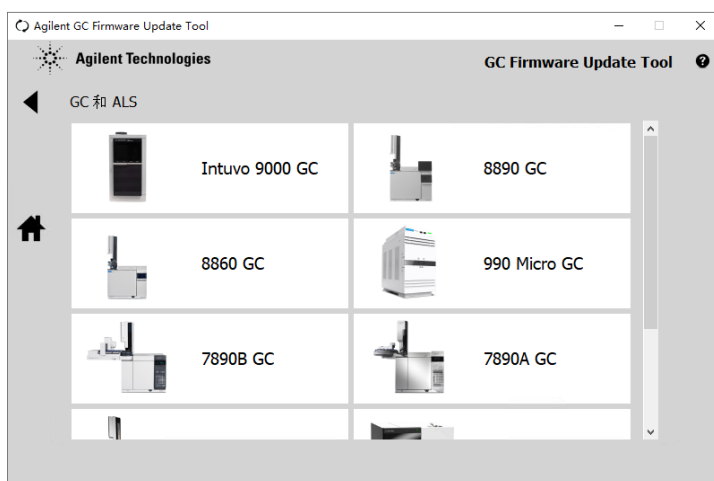 Agilent GC Firmware Update Tool
Agilent Technologies
GC Firmware Update Tool
GC 和 ALS
Intuvo 9000 GC
8890 GC
8860 GC
990 Micro GC
7890B GC
7890A GC